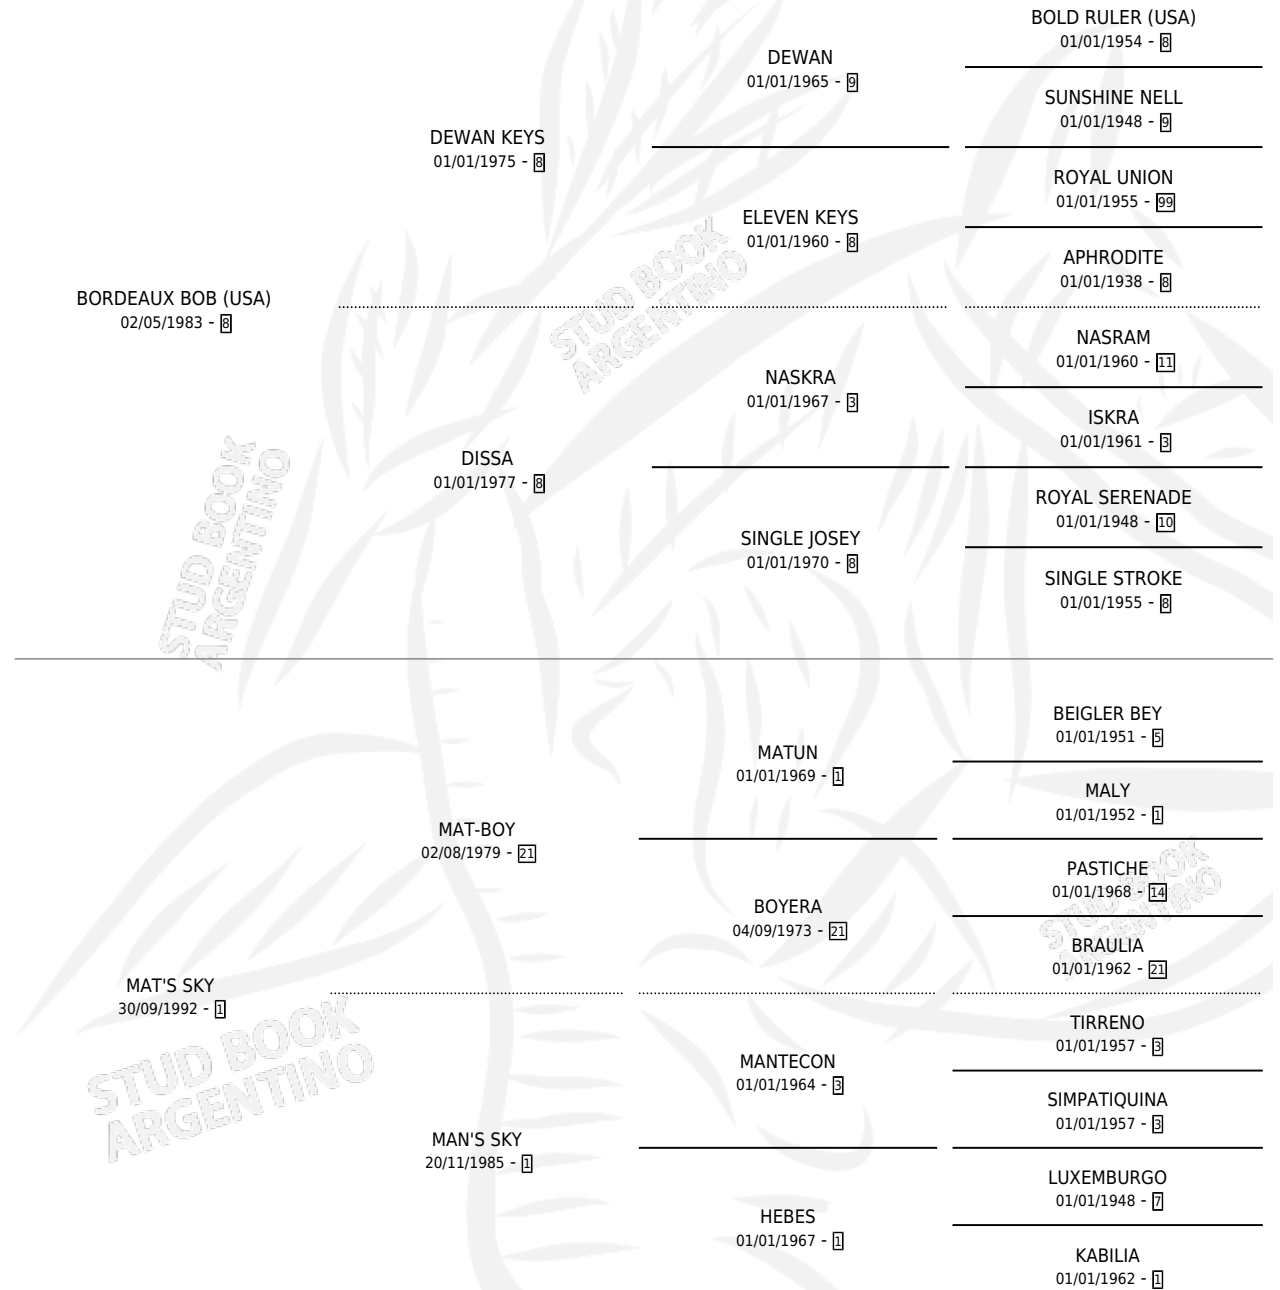 BOLD RULER (USA)
01/01/1954 - 8
DEWAN
01/01/1965 - 9
SUNSHINE NELL
01/01/1948 - 9
DEWAN KEYS
01/01/1975 - 8
ROYAL UNION
01/01/1955 - 99
ELEVEN KEYS
01/01/1960 - 8
APHRODITE
01/01/1938 - 8
BORDEAUX BOB (USA)
02/05/1983 - 8
STUD BOOK
ARGENTINO
NASRAM
01/01/1960 - 11
NASKRA
01/01/1967 - 3
ISKRA
01/01/1961 - 3
DISSA
01/01/1977 - 8
ROYAL SERENADE
01/01/1948 - 10
SINGLE JOSEY
01/01/1970 - 8
SINGLE STROKE
01/01/1955 - 8
STUD BOOK
ARGENTINO
BEIGLER BEY
01/01/1951 - 5
MATUN
01/01/1969 - 1
MALY
01/01/1952 - 1
MAT-BOY
02/08/1979 - 21
PASTICHE
01/01/1968 - 14
BOYERA
04/09/1973 - 21
STUD BOOK
ARGENTINO
BRAULIA
01/01/1962 - 21
MAT'S SKY
30/09/1992 - 1
TIRRENO
01/01/1957 - 3
MANTECON
01/01/1964 - 3
STUD BOOK
ARGENTINO
SIMPATIQUINA
01/01/1957 - 3
MAN'S SKY
20/11/1985 - 1
LUXEMBURGO
01/01/1948 - 7
HEBES
01/01/1967 - 1
KABILIA
01/01/1962 - 1